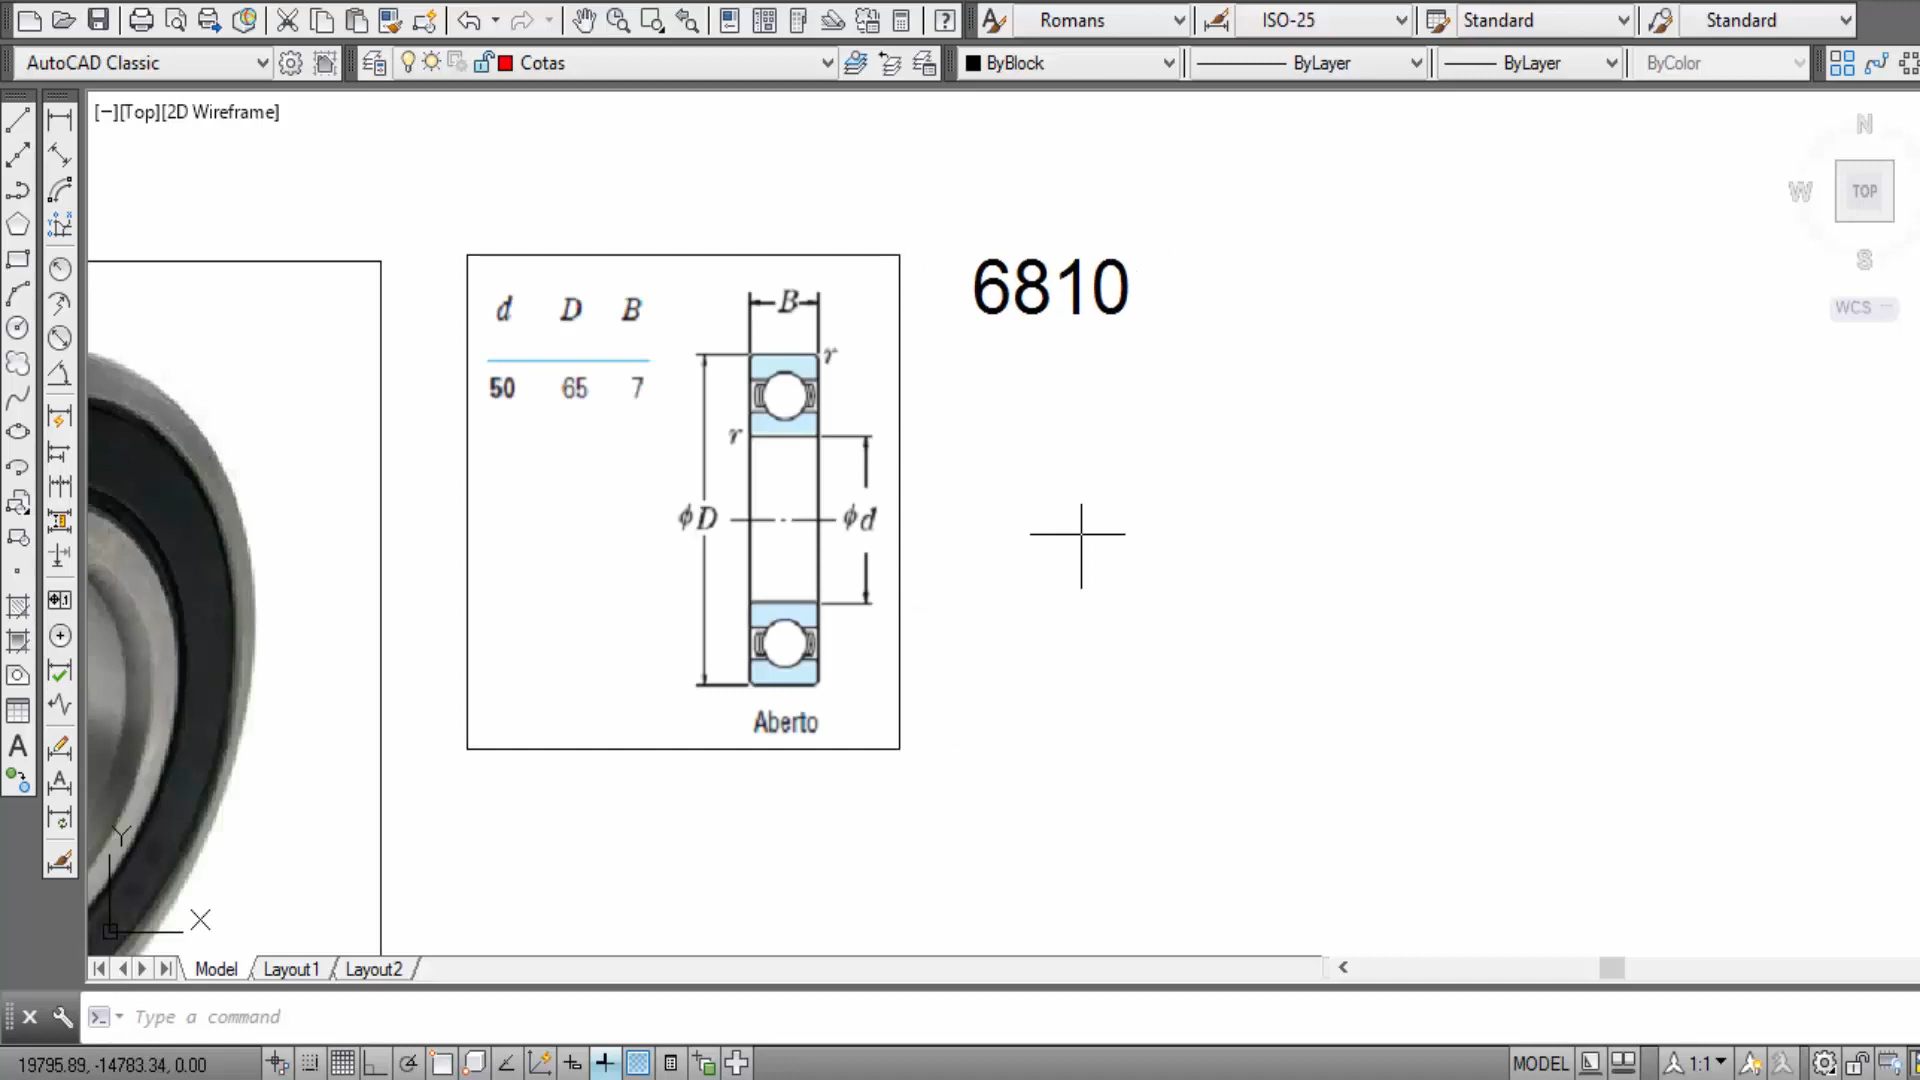 Romans ISO-25 Standard Standard
AutoCAD Classic Cotas ByBlock ByLayer ByLayer ByColor
[−][Top][2D Wireframe]
N
W TOP
S
WCS
6810
d D B
50 65 7
B
r
r
ϕD ϕd
Aberto
Y
X
Model Layout1 Layout2
Type a command
19795.89, -14783.34, 0.00 MODEL 1:1